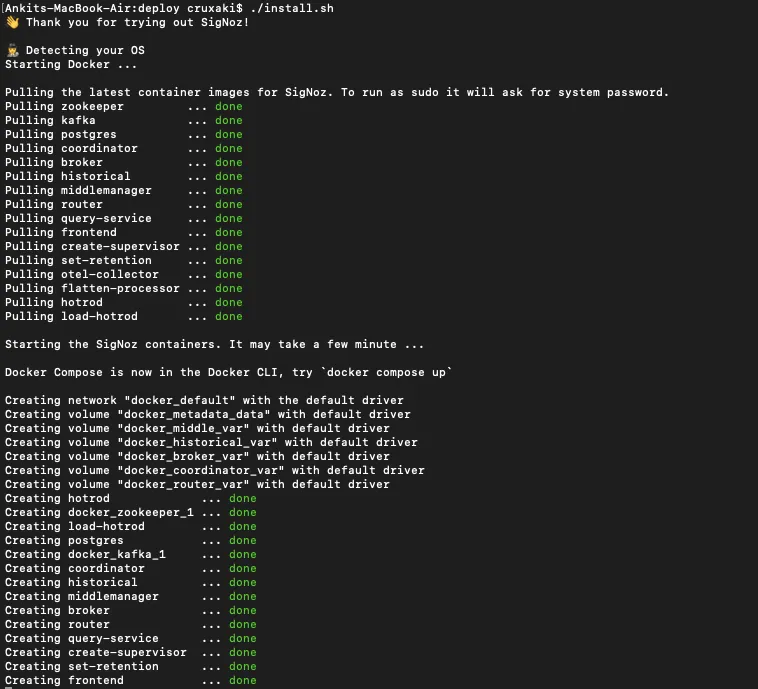 [Ankits-MacBook-Air:deploy cruxaki$ ./install.sh
👋 Thank you for trying out SigNoz!
🕵️ Detecting your OS
Starting Docker ...
Pulling the latest container images for SigNoz. To run as sudo it will ask for system password.
Pulling zookeeper ... done
Pulling kafka ... done
Pulling postgres ... done
Pulling coordinator ... done
Pulling broker ... done
Pulling historical ... done
Pulling middlemanager ... done
Pulling router ... done
Pulling query-service ... done
Pulling frontend ... done
Pulling create-supervisor ... done
Pulling set-retention ... done
Pulling otel-collector ... done
Pulling flatten-processor ... done
Pulling hotrod ... done
Pulling load-hotrod ... done
Starting the SigNoz containers. It may take a few minute ...
Docker Compose is now in the Docker CLI, try `docker compose up`
Creating network "docker_default" with the default driver
Creating volume "docker_metadata_data" with default driver
Creating volume "docker_middle_var" with default driver
Creating volume "docker_historical_var" with default driver
Creating volume "docker_broker_var" with default driver
Creating volume "docker_coordinator_var" with default driver
Creating volume "docker_router_var" with default driver
Creating hotrod ... done
Creating docker_zookeeper_1 ... done
Creating load-hotrod ... done
Creating postgres ... done
Creating docker_kafka_1 ... done
Creating coordinator ... done
Creating historical ... done
Creating middlemanager ... done
Creating broker ... done
Creating router ... done
Creating query-service ... done
Creating create-supervisor ... done
Creating set-retention ... done
Creating frontend ... done